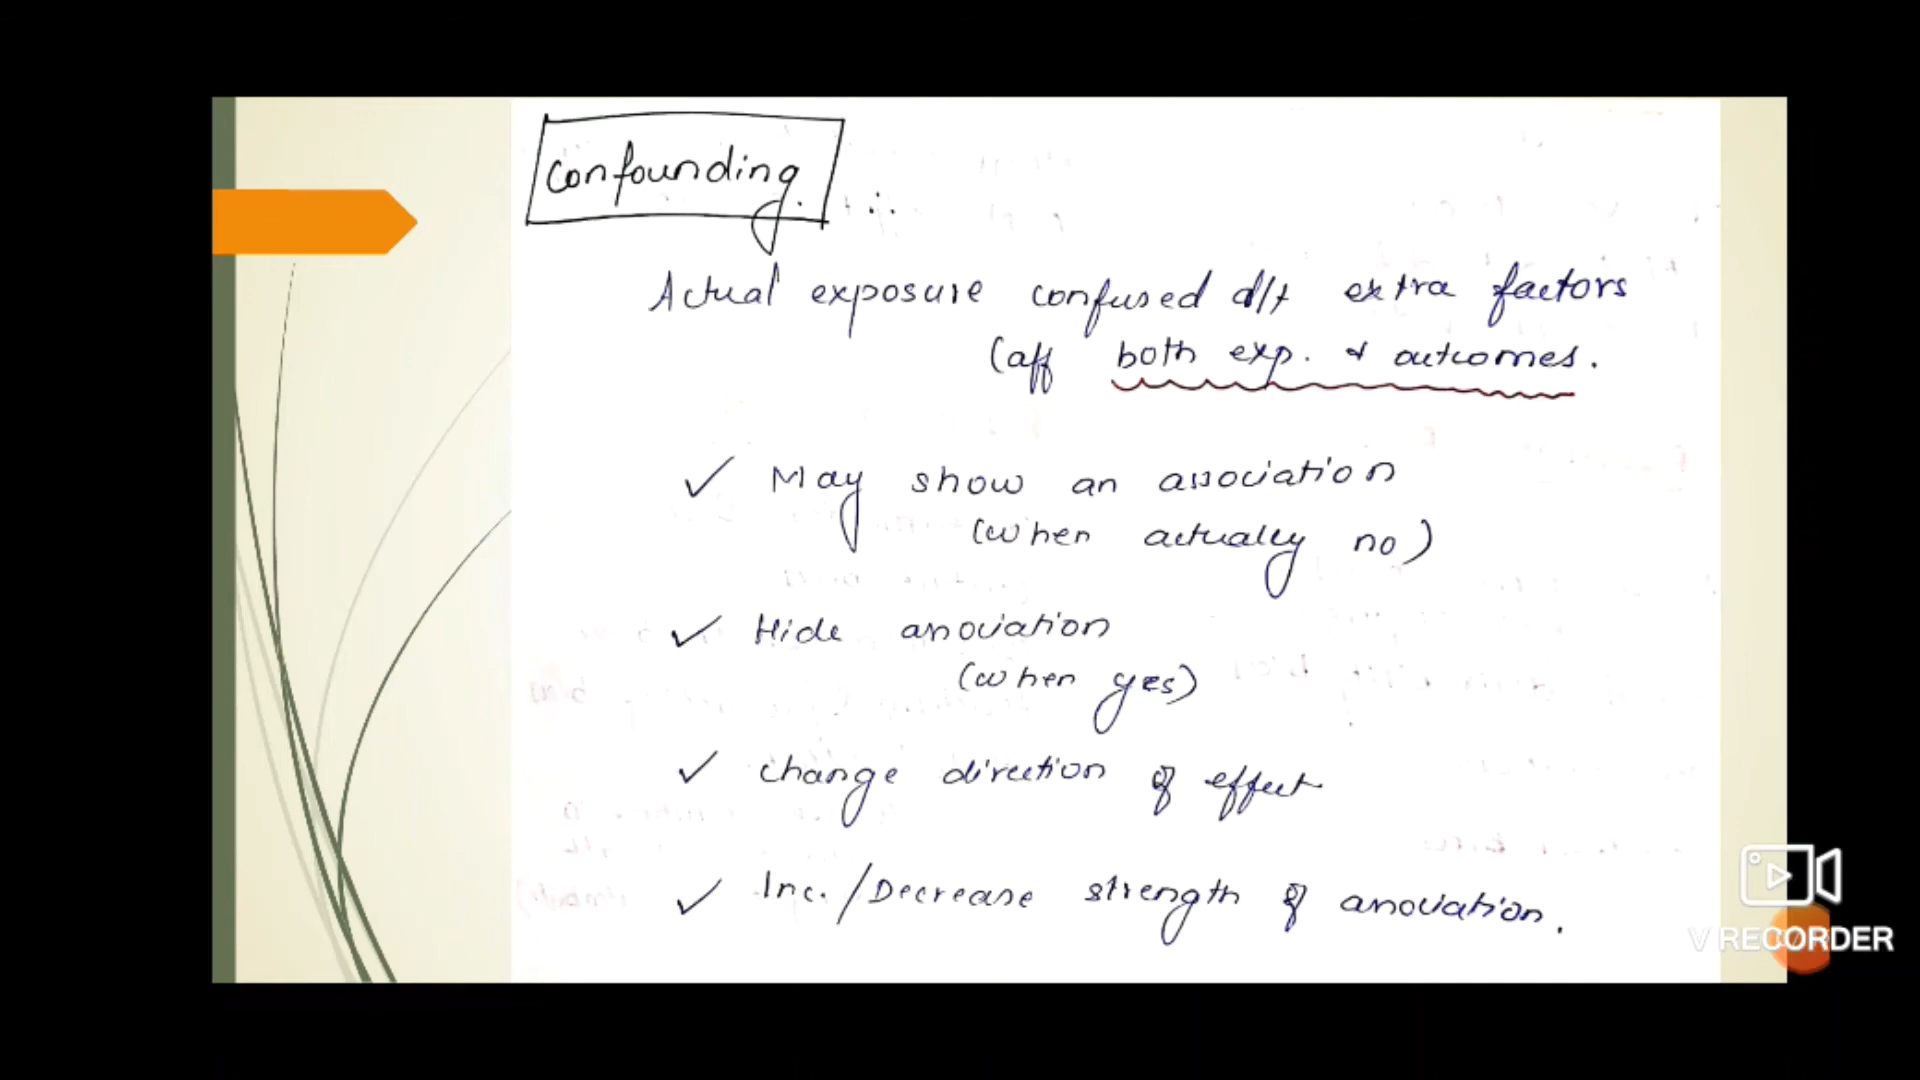 Confounding.
Actual exposure confused d/t extra factors
(aff both exp. & outcomes.
✓ May show an association
(when actually no)
✓ Hide association
(when yes)
✓ change direction of effect
✓ Inc./Decrease strength of association.
V RECORDER